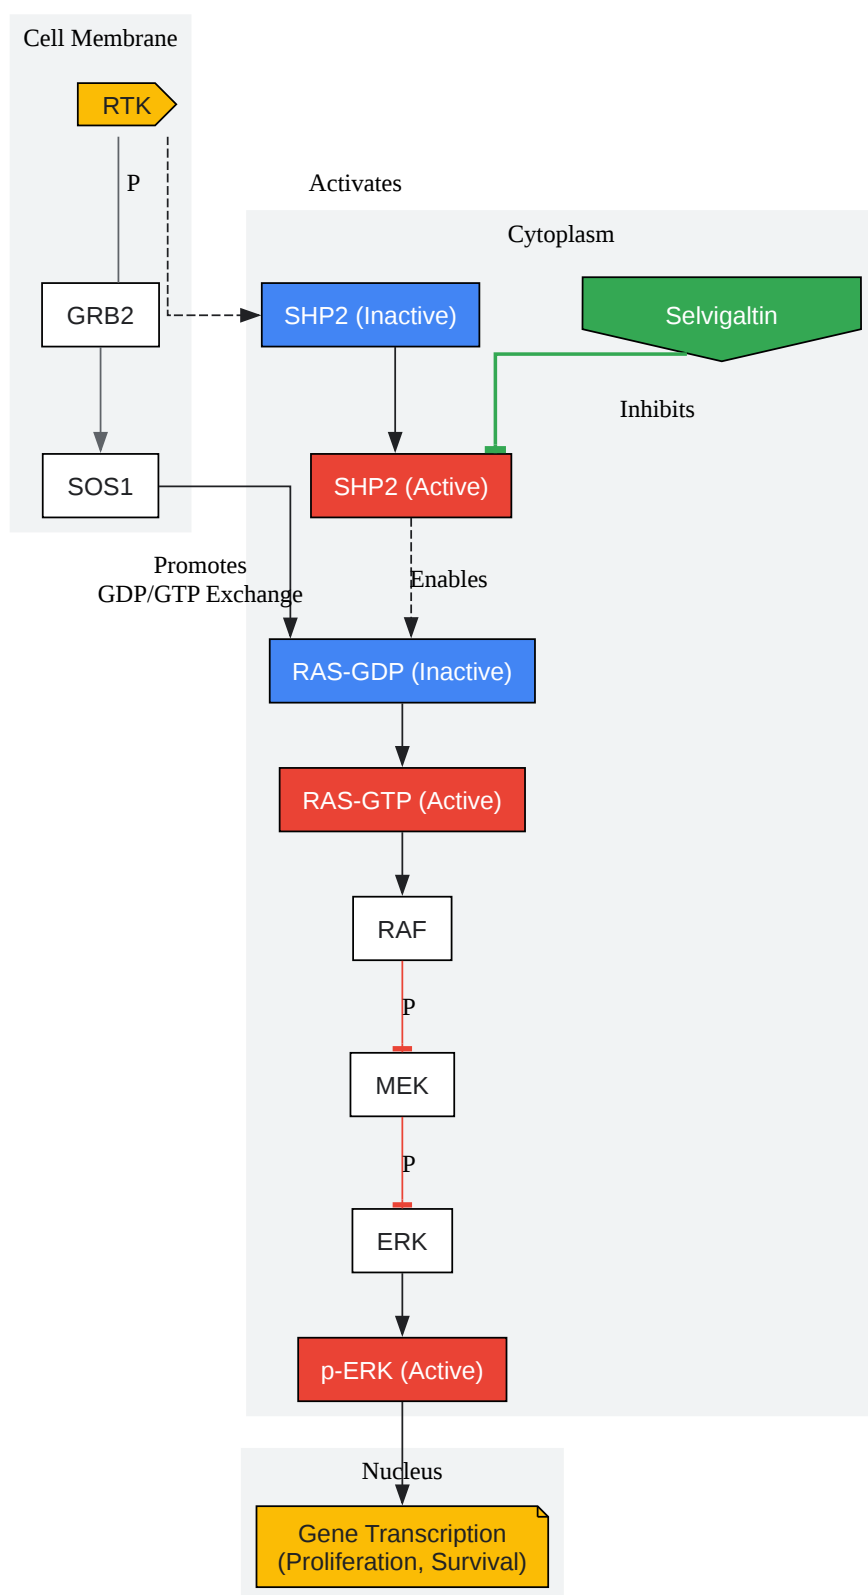 Cell Membrane
RTK
P
Activates
Cytoplasm
GRB2
SHP2 (Inactive)
Selvigaltin
Inhibits
SOS1
SHP2 (Active)
Promotes
GDP/GTP Exchange
Enables
RAS-GDP (Inactive)
RAS-GTP (Active)
RAF
P
MEK
P
ERK
p-ERK (Active)
Nucleus
Gene Transcription
(Proliferation, Survival)